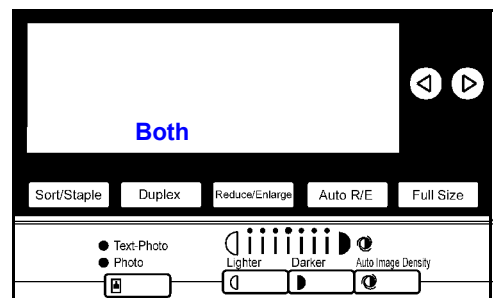 Both
Sort/Staple Duplex Reduce/Enlarge Auto R/E Full Size
Text-Photo
Photo
Lighter Darker Auto Image Density